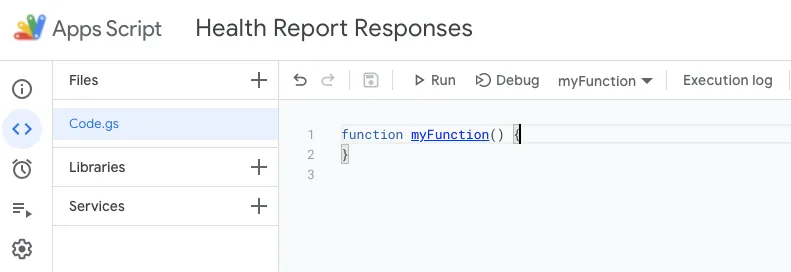 Apps Script Health Report Responses
Files
Run Debug myFunction Execution log
Code.gs
1 function myFunction() {
2 }
3
Libraries
Services